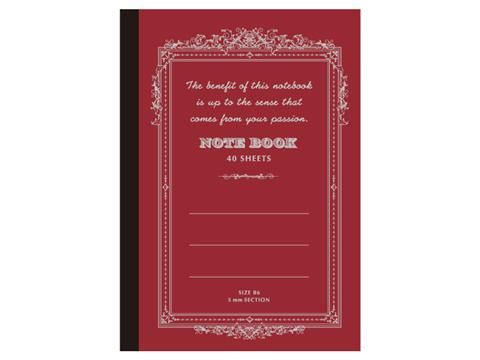 The benefit of this notebook
is up to the sense that
comes from your passion.
NOTE BOOK
40 SHEETS
SIZE B6
5 mm SECTION